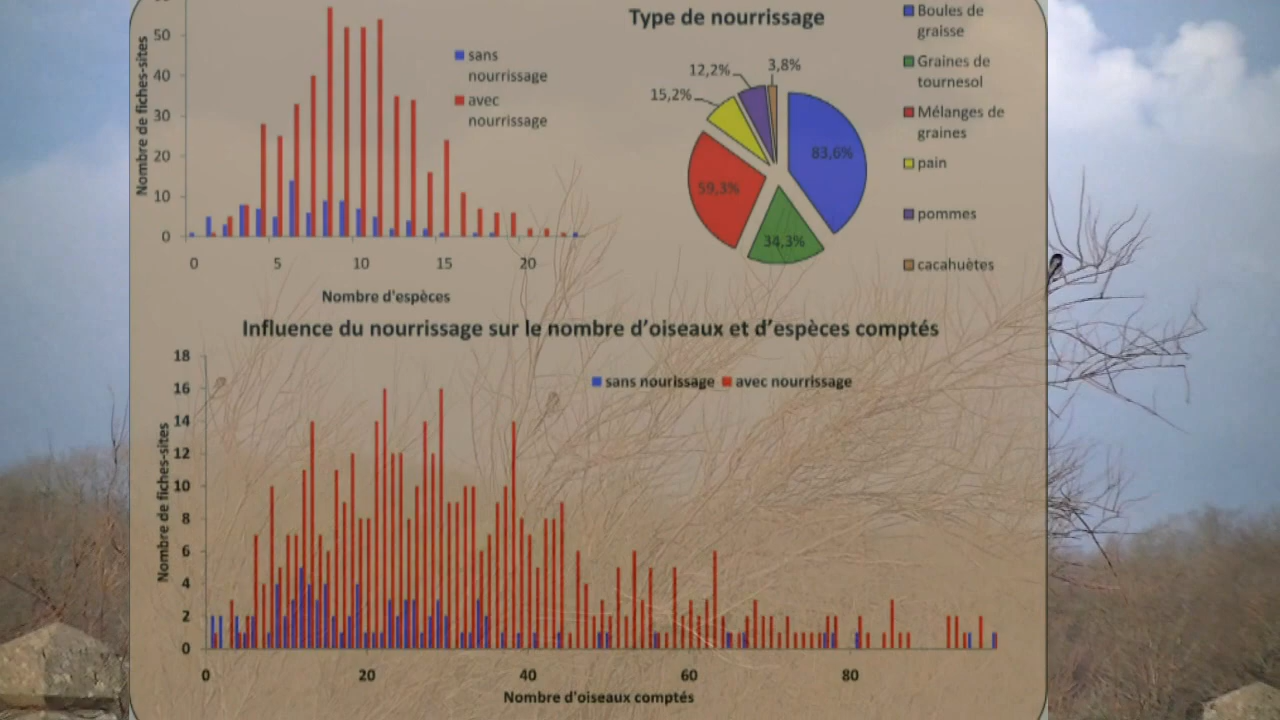 Type de nourrissage
Boules de
graisse
Graines de
tournesol
Mélanges de
graines
pain
pommes
cacahuètes
83,6%
34,3%
59,3%
15,2%
12,2%
3,8%
Nombre de fiches-sites
50
40
30
20
10
0
sans
nourrissage
avec
nourrissage
0 5 10 15 20
Nombre d'espèces
Influence du nourrissage sur le nombre d’oiseaux et d’espèces comptés
sans nourissage avec nourrissage
Nombre de fiches-sites
18
16
14
12
10
8
6
4
2
0
0 20 40 60 80
Nombre d'oiseaux comptés